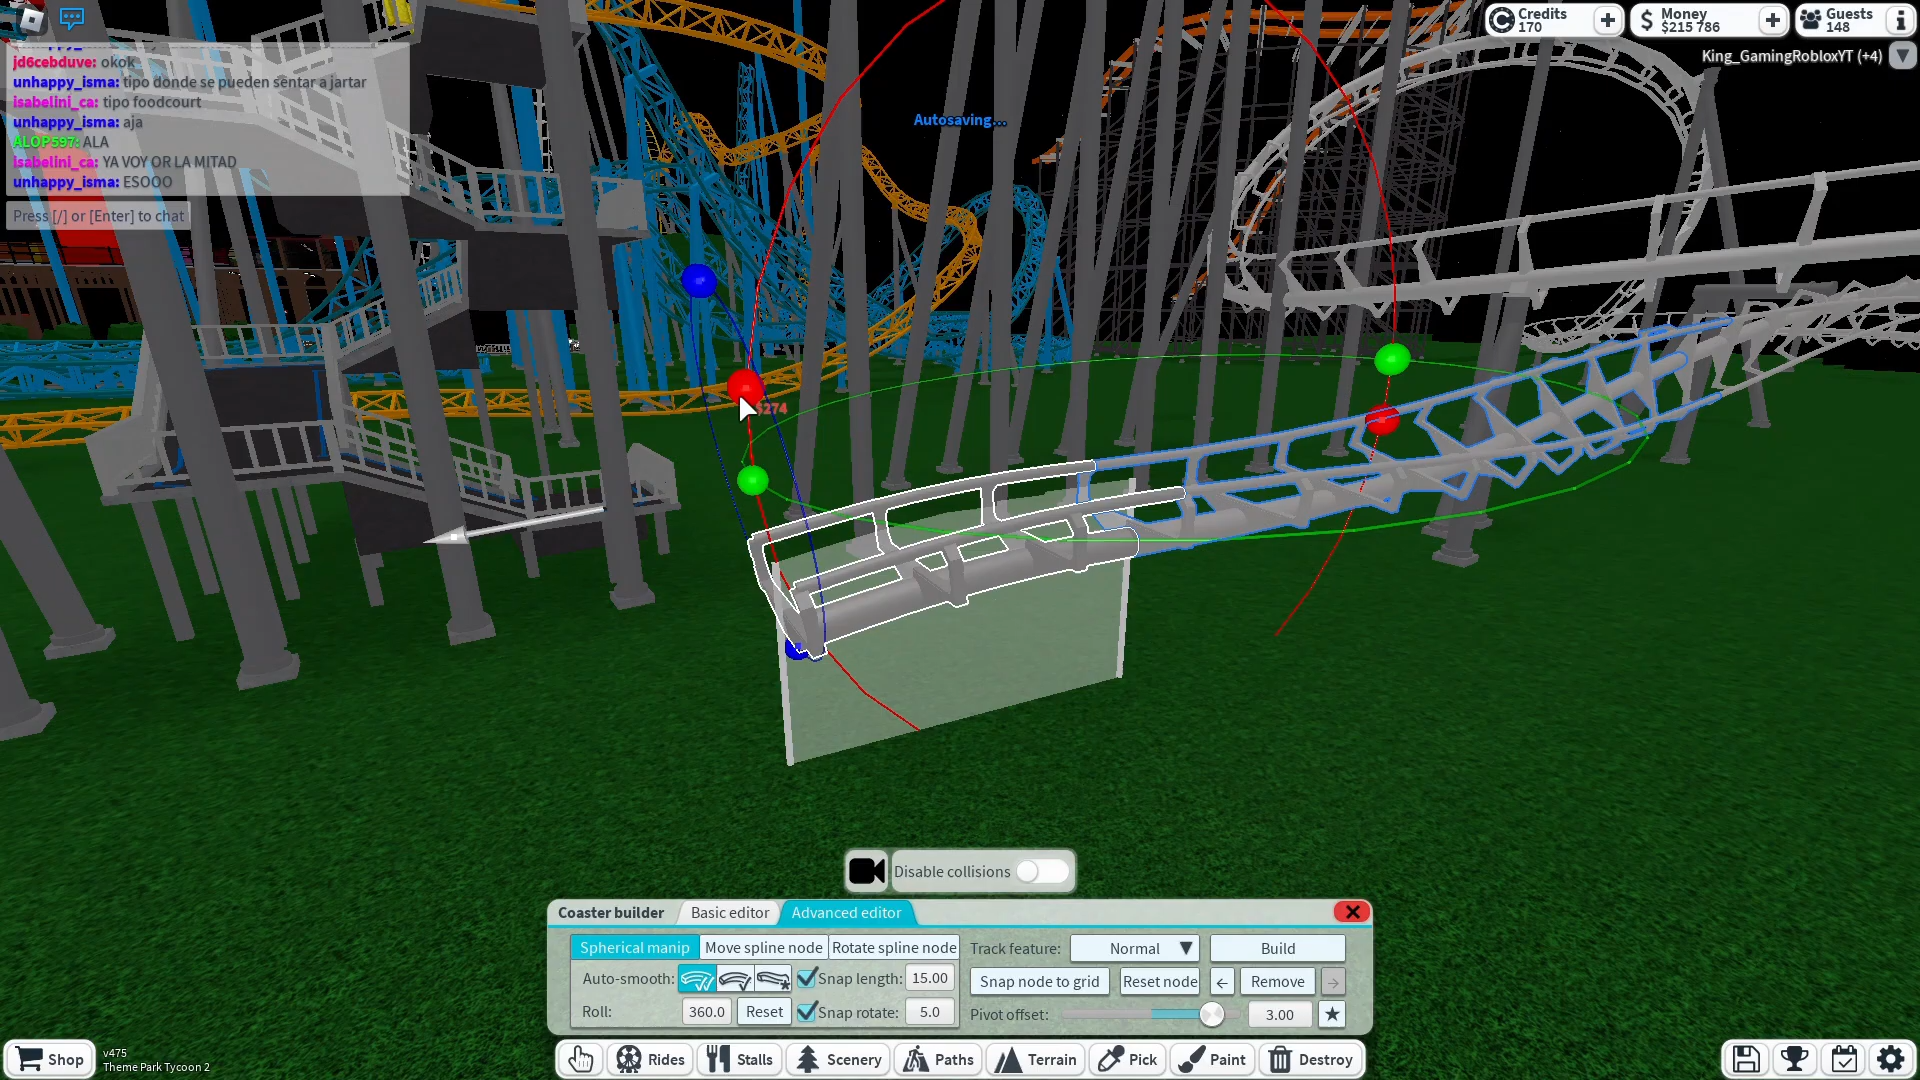 jd6cebduve: okok
unhappy_isma: tipo donde se pueden sentar a jartar
isabelini_ca: tipo foodcourt
unhappy_isma: aja
ALOP597: ALA
isabelini_ca: YA VOY OR LA MITAD
unhappy_isma: ESOOO
Press [/] or [Enter] to chat
Autosaving...
Credits
170
Money
$215 786
Guests
148
King_GamingRobloxYT (+4)
$274
Disable collisions
Coaster builder
Basic editor
Advanced editor
Spherical manip
Move spline node
Rotate spline node
Track feature:
Normal
Build
Auto-smooth:
Snap length:
15.00
Snap node to grid
Reset node
←
Remove
→
Roll:
360.0
Reset
Snap rotate:
5.0
Pivot offset:
3.00
Shop
v475
Theme Park Tycoon 2
Rides
Stalls
Scenery
Paths
Terrain
Pick
Paint
Destroy